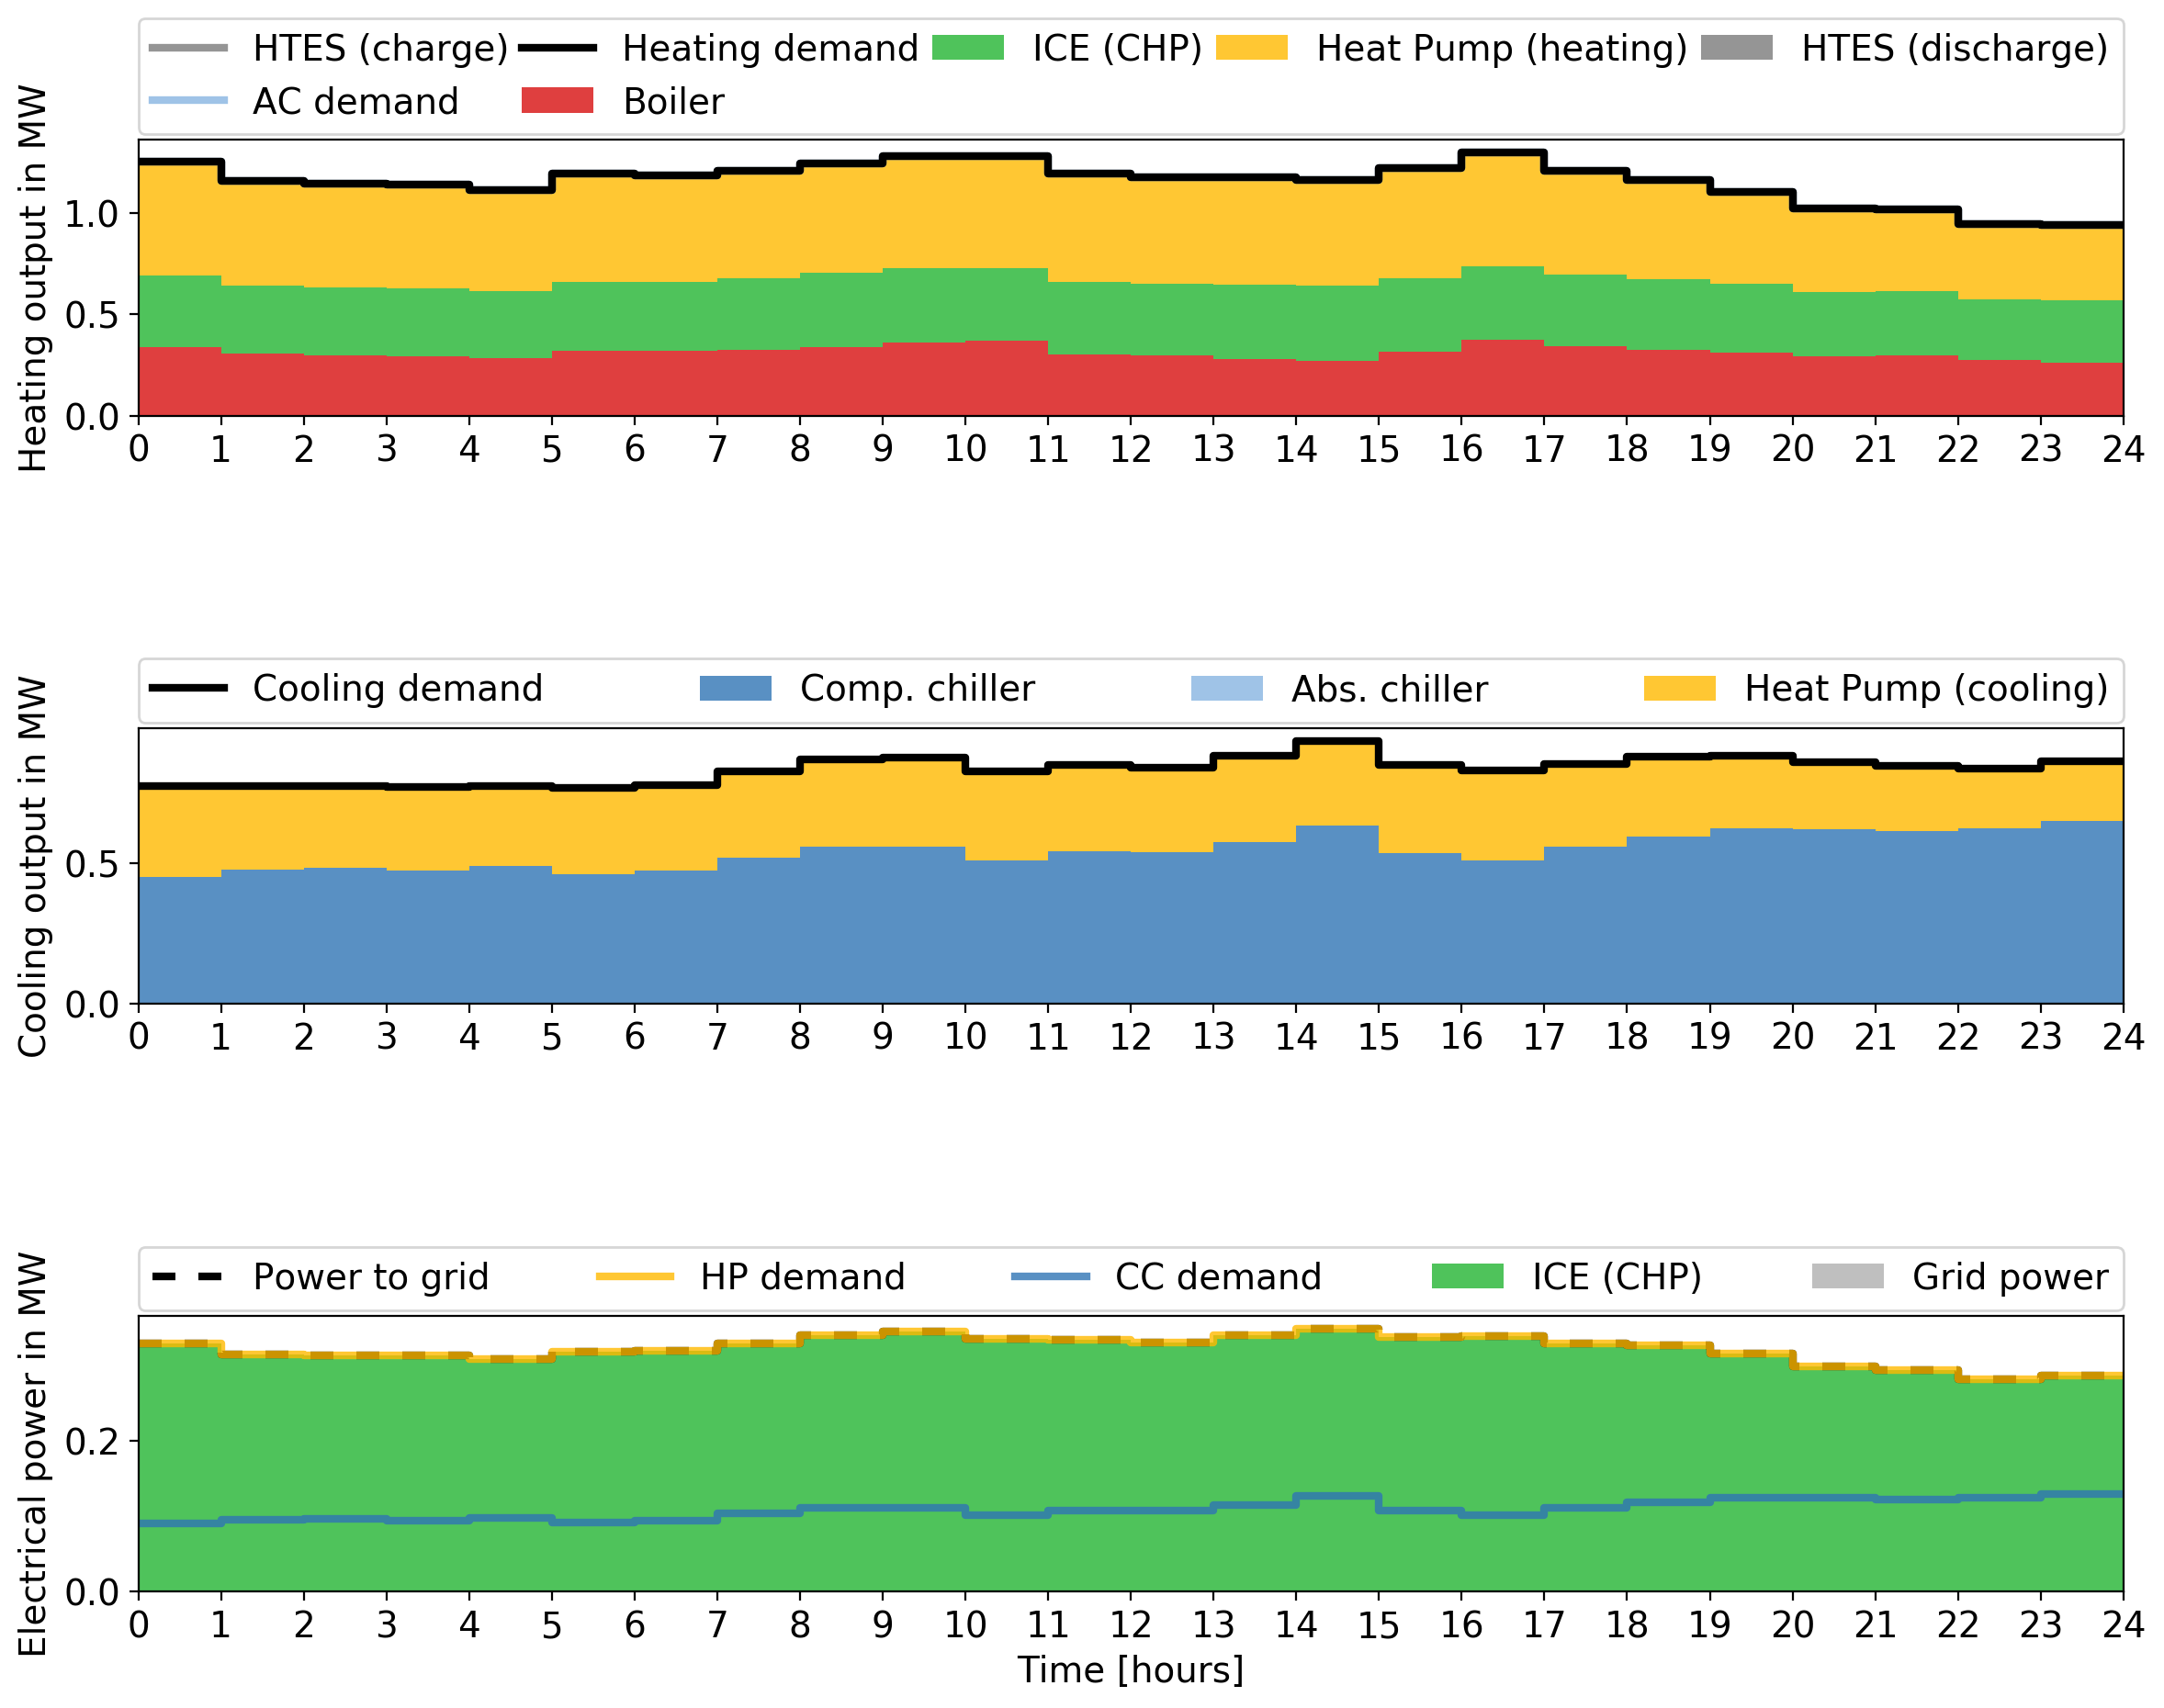 HTES (charge) Heating demand ICE (CHP) Heat Pump (heating) HTES (discharge)
AC demand Boiler
Heating output in MW
1.0
0.5
0.0
0 1 2 3 4 5 6 7 8 9 10 11 12 13 14 15 16 17 18 19 20 21 22 23 24
Cooling demand Comp. chiller Abs. chiller Heat Pump (cooling)
Cooling output in MW
0.5
0.0
0 1 2 3 4 5 6 7 8 9 10 11 12 13 14 15 16 17 18 19 20 21 22 23 24
Power to grid HP demand CC demand ICE (CHP) Grid power
Electrical power in MW
0.2
0.0
0 1 2 3 4 5 6 7 8 9 10 11 12 13 14 15 16 17 18 19 20 21 22 23 24
Time [hours]